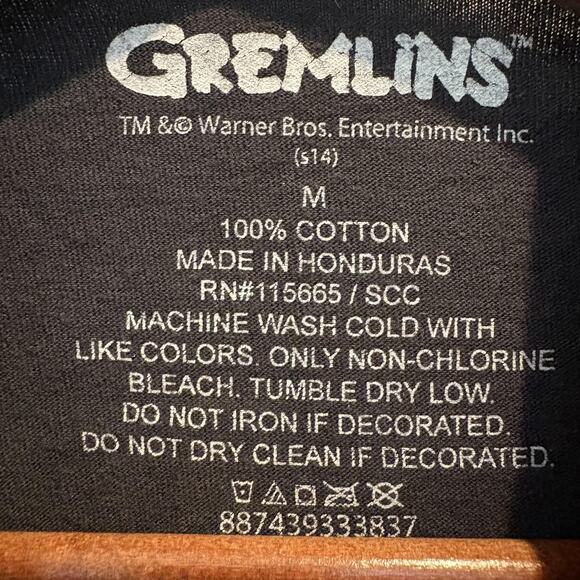 GREMLINS™
TM &© Warner Bros. Entertainment Inc.
(s14)
M
100% COTTON
MADE IN HONDURAS
RN#115665 / SCC
MACHINE WASH COLD WITH
LIKE COLORS. ONLY NON-CHLORINE
BLEACH. TUMBLE DRY LOW.
DO NOT IRON IF DECORATED.
DO NOT DRY CLEAN IF DECORATED.
887439333837